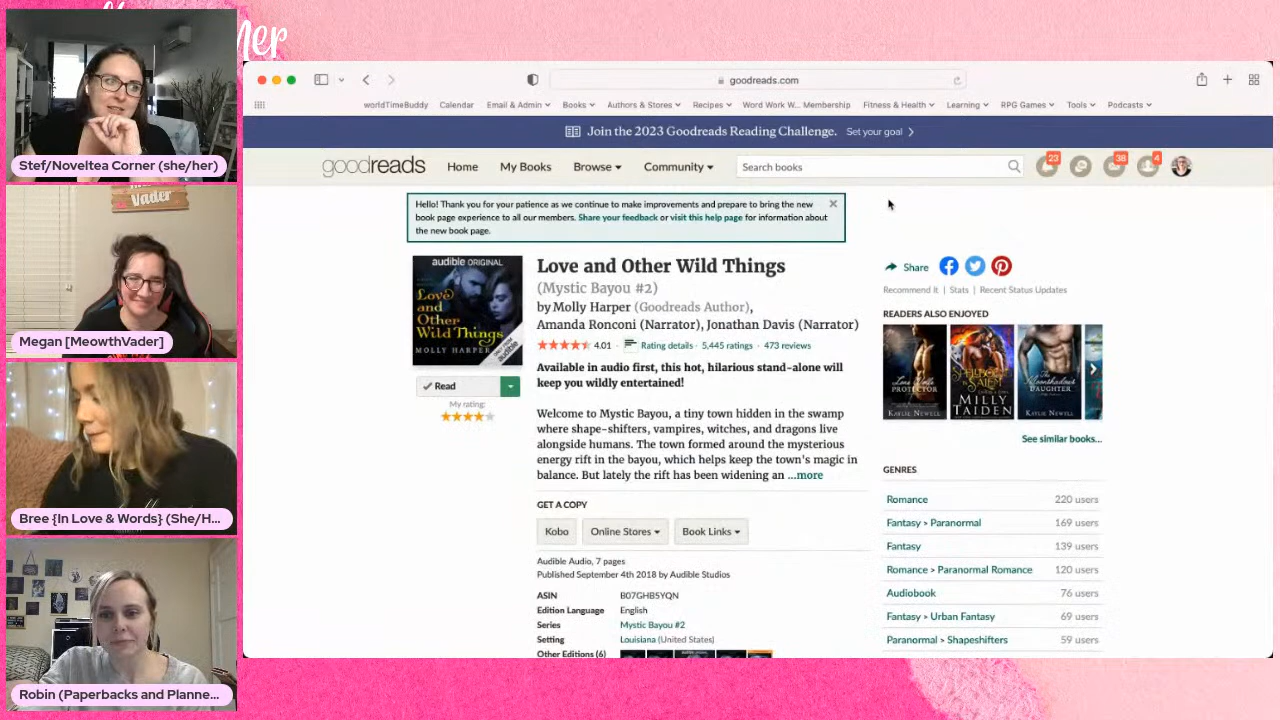 Stef/Noveltea Corner (she/her)
Vader
Megan [MeowthVader]
Bree {In Love & Words} (She/H...
Robin (Paperbacks and Planne...
goodreads.com
worldTimeBuddy Calendar Email & Admin Books Authors & Stores Recipes Word Work W... Membership Fitness & Health Learning RPG Games Tools Podcasts
Join the 2023 Goodreads Reading Challenge. Set your goal
goodreads Home My Books Browse Community Search books 23 38 4
Hello! Thank you for your patience as we continue to make improvements and prepare to bring the new
book page experience to all our members. Share your feedback or visit this help page for information about
the new book page.
audible ORIGINAL
Love
and
Other
Wild Things
MOLLY HARPER
Read
My rating:
Love and Other Wild Things
(Mystic Bayou #2)
by Molly Harper (Goodreads Author),
Amanda Ronconi (Narrator), Jonathan Davis (Narrator)
4.01 Rating details · 5,445 ratings · 473 reviews
Available in audio first, this hot, hilarious stand-alone will
keep you wildly entertained!
Welcome to Mystic Bayou, a tiny town hidden in the swamp
where shape-shifters, vampires, witches, and dragons live
alongside humans. The town formed around the mysterious
energy rift in the bayou, which helps keep the town's magic in
balance. But lately the rift has been widening an ...more
GET A COPY
Kobo Online Stores Book Links
Audible Audio, 7 pages
Published September 4th 2018 by Audible Studios
ASIN B07GHB5YQN
Edition Language English
Series Mystic Bayou #2
Setting Louisiana (United States)
Other Editions (6)
Share
Recommend It | Stats | Recent Status Updates
READERS ALSO ENJOYED
KAYLIE NEWELL
MILLY
TAIDEN
KAYLIE NEWELL
See similar books...
GENRES
Romance 220 users
Fantasy > Paranormal 169 users
Fantasy 139 users
Romance > Paranormal Romance 120 users
Audiobook 76 users
Fantasy > Urban Fantasy 69 users
Paranormal > Shapeshifters 59 users